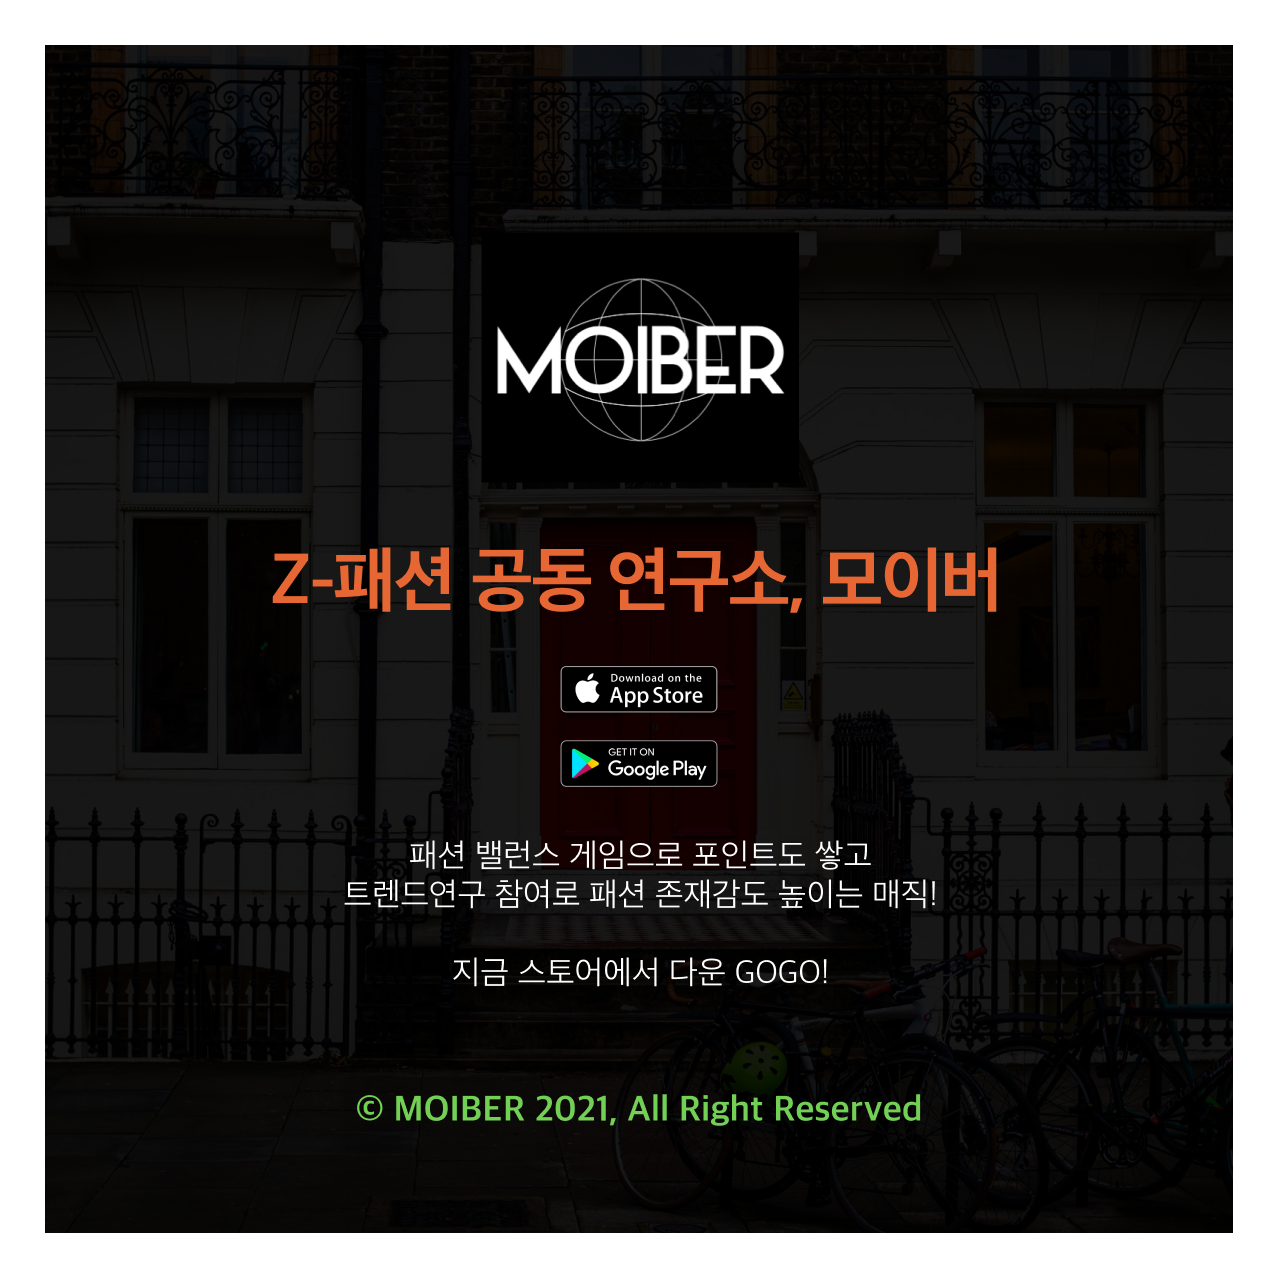 MOIBER
Z-패션 공동 연구소, 모이버
Download on the
App Store
GET IT ON
Google Play
패션 밸런스 게임으로 포인트도 쌓고
트렌드연구 참여로 패션 존재감도 높이는 매직!
지금 스토어에서 다운 GOGO!
© MOIBER 2021, All Right Reserved